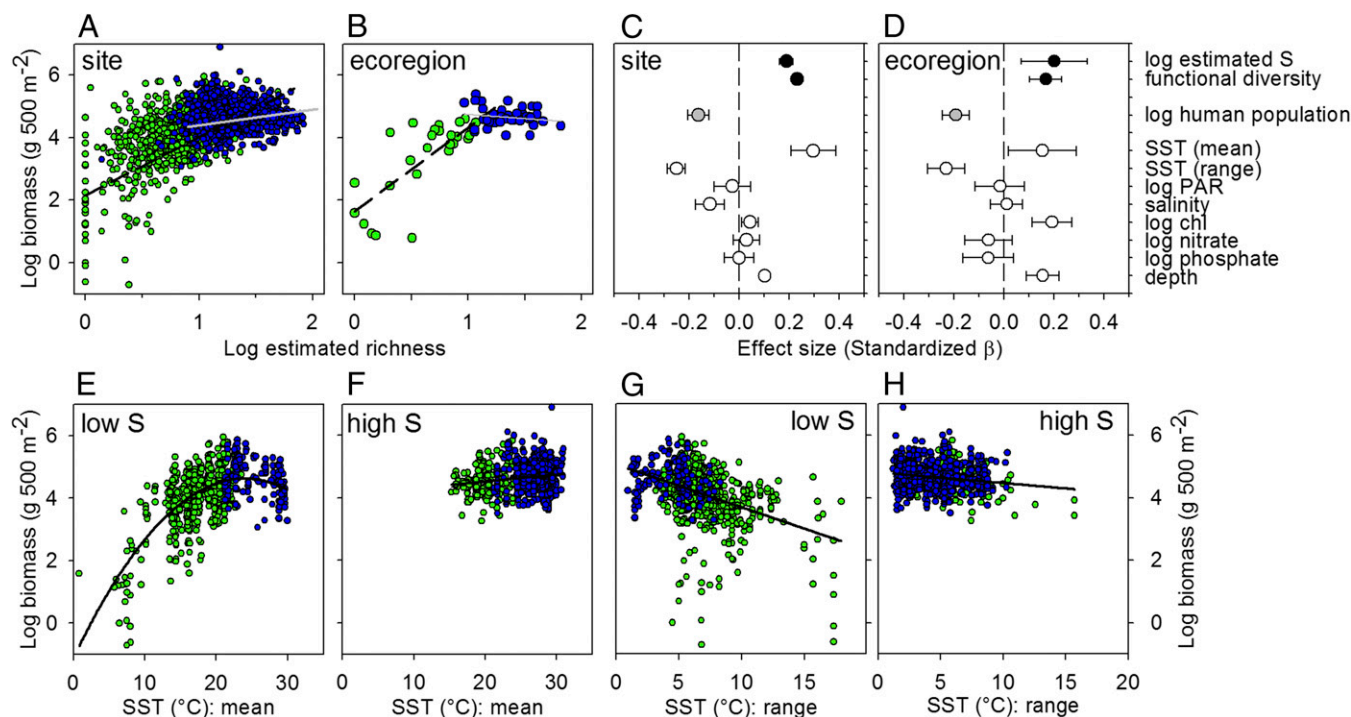 A
B
C
D
site
ecoregion
site
ecoregion
log estimated S
functional diversity
log human population
SST (mean)
SST (range)
log PAR
salinity
log chl
log nitrate
log phosphate
depth
Log biomass (g 500 m-2)
6
4
2
0
0 1 2
0 1 2
-0.4 -0.2 0.0 0.2 0.4
-0.4 -0.2 0.0 0.2 0.4
Log estimated richness
Effect size (Standardized β)
E
F
G
H
low S
high S
low S
high S
Log biomass (g 500 m-2)
6
4
2
0
6
4
2
0
Log biomass (g 500 m-2)
0 10 20 30
0 10 20 30
0 5 10 15
0 5 10 15 20
SST (°C): mean
SST (°C): mean
SST (°C): range
SST (°C): range